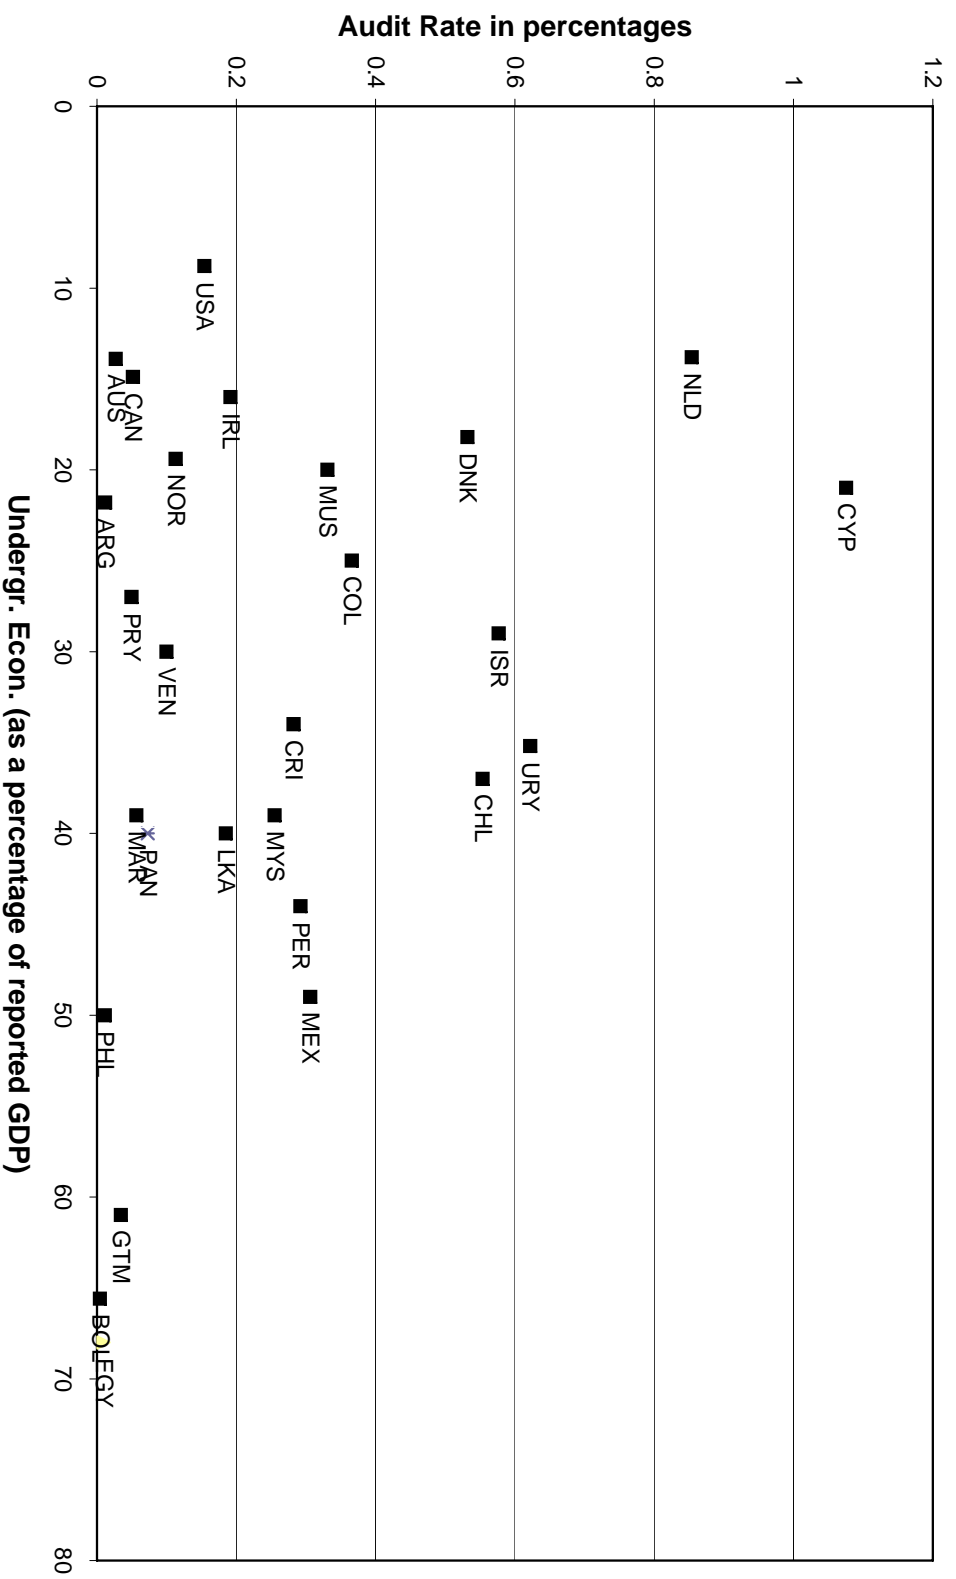 Audit Rate in percentages
1.2
1
0.8
0.6
0.4
0.2
0
CYP
NLD
URY
ISR
CHL
DNK
COL
MUS
MEX
PER
CRI
MYS
IRL
LKA
USA
NOR
VEN
PAN
MAR
CAN
PRY
GTM
AUS
ARG
PHL
EGY
BOL
0
10
20
30
40
50
60
70
80
Undergr. Econ. (as a percentage of reported GDP)